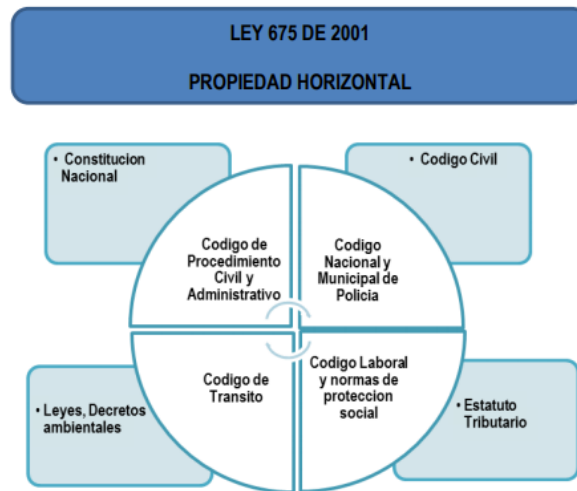 LEY 675 DE 2001
PROPIEDAD HORIZONTAL
• Constitucion
Nacional
• Codigo Civil
Codigo de
Procedimiento
Civil y
Administrativo
Codigo
Nacional y
Municipal de
Policia
Codigo de
Transito
Codigo Laboral
y normas de
proteccion
social
• Leyes, Decretos
ambientales
• Estatuto
Tributario